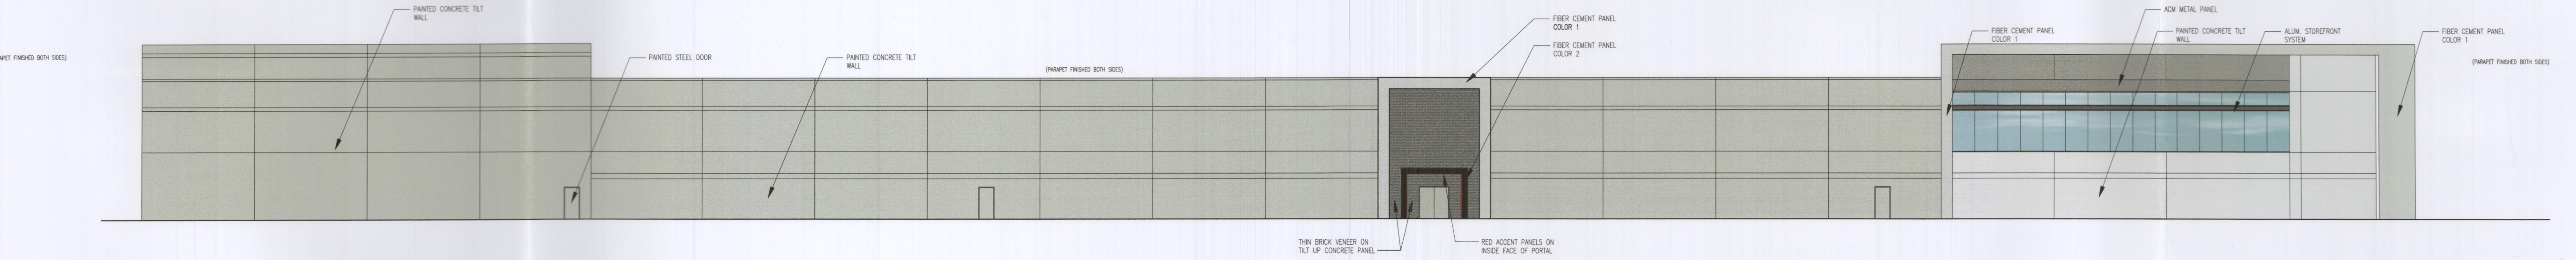 PAINTED CONCRETE TILT
WALL
APET FINISHED BOTH SIDES)
PAINTED STEEL DOOR
PAINTED CONCRETE TILT
WALL
(PARAPET FINISHED BOTH SIDES)
FIBER CEMENT PANEL
COLOR 1
FIBER CEMENT PANEL
COLOR 2
THIN BRICK VENEER ON
TILT UP CONCRETE PANEL
RED ACCENT PANELS ON
INSIDE FACE OF PORTAL
FIBER CEMENT PANEL
COLOR 1
ACM METAL PANEL
PAINTED CONCRETE TILT
WALL
ALUM. STOREFRONT
SYSTEM
FIBER CEMENT PANEL
COLOR 1
(PARAPET FINISHED BOTH SIDES)